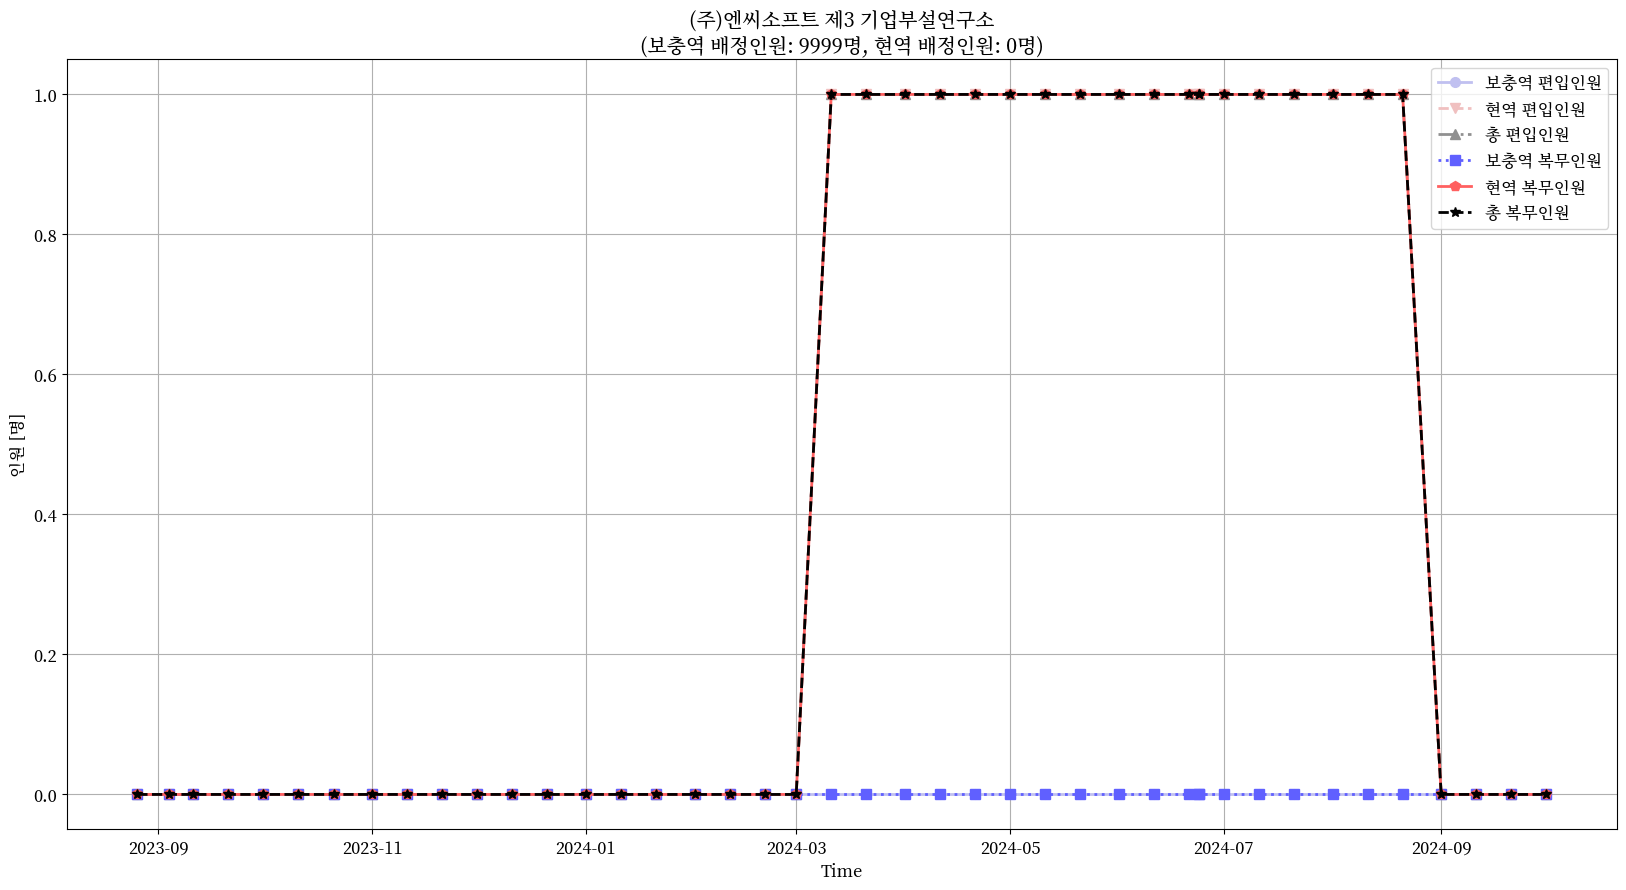 (주)엔씨소프트 제3 기업부설연구소
(보충역 배정인원: 9999명, 현역 배정인원: 0명)
보충역 편입인원
현역 편입인원
총 편입인원
보충역 복무인원
현역 복무인원
총 복무인원
인원 [명]
1.0
0.8
0.6
0.4
0.2
0.0
2023-09
2023-11
2024-01
2024-03
2024-05
2024-07
2024-09
Time